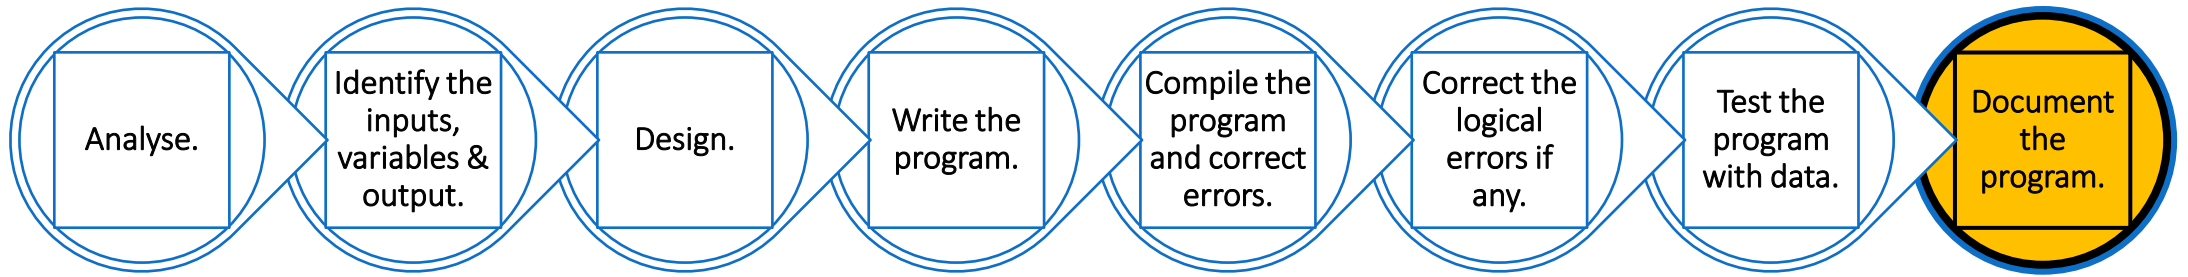 Analyse.
Identify the
inputs,
variables &
output.
Design.
Write the
program.
Compile the
program
and correct
errors.
Correct the
logical
errors if
any.
Test the
program
with data.
Document
the
program.